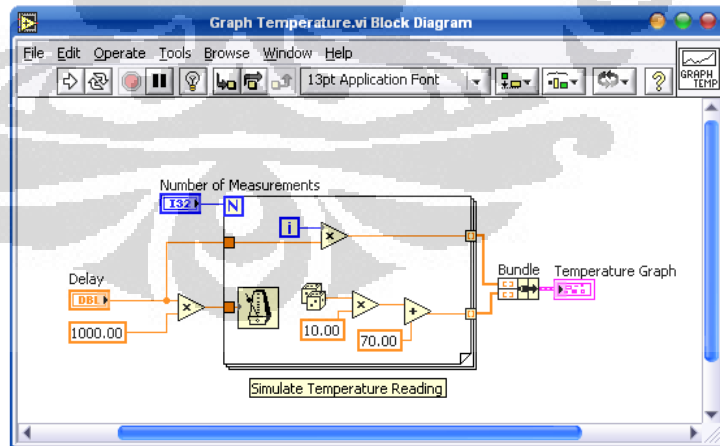 Graph Temperature.vi Block Diagram
File Edit Operate Tools Browse Window Help
13pt Application Font
GRAPH
TEMP
Number of Measurements
I32
N
i
Delay
DBL
1000.00
10.00
70.00
Bundle
Temperature Graph
Simulate Temperature Reading